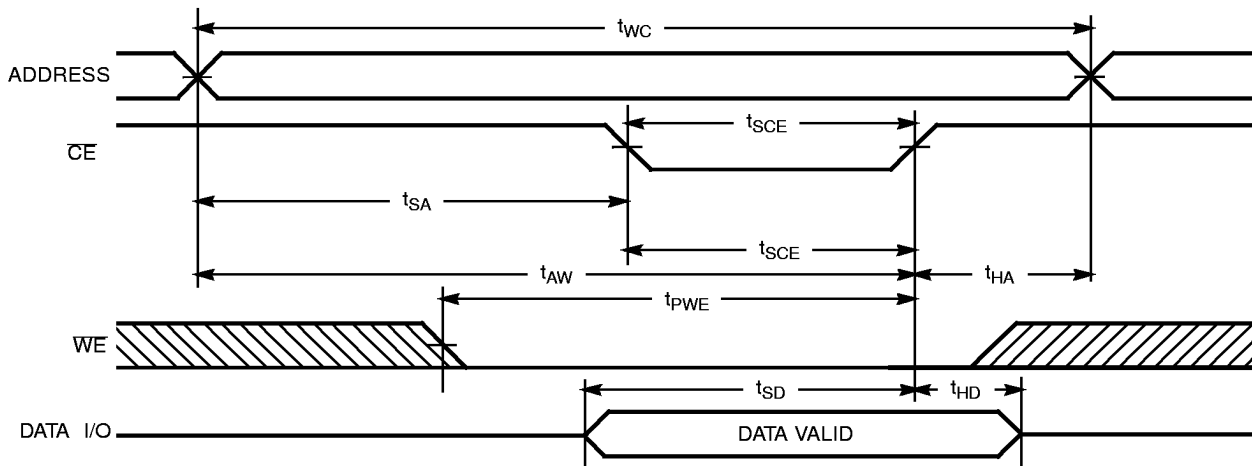 tWC
ADDRESS
tSCE
CE
tSA
tSCE
tAW
tHA
tPWE
WE
tSD
tHD
DATA I/O
DATA VALID